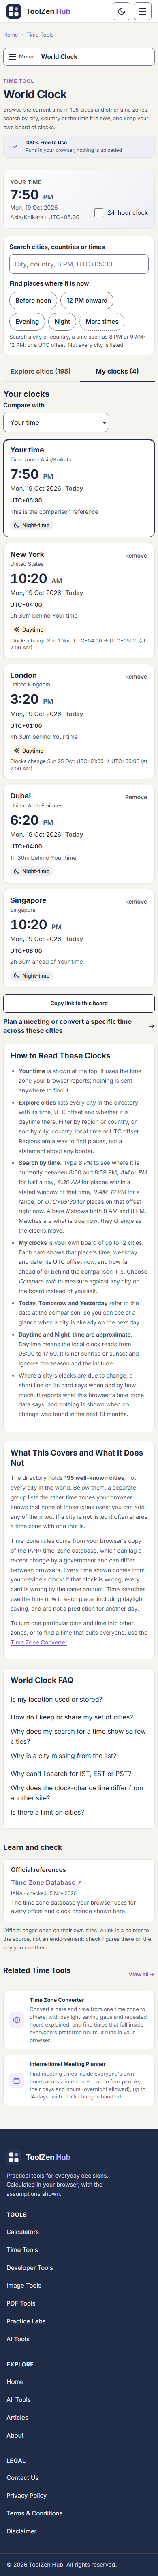 ToolZen Hub
Home › Time Tools
Menu | World Clock
TIME TOOL
World Clock
Browse the current time in 195 cities and other time zones, search by city, country or UTC offset, and keep your own board of clocks.
100% Free to Use
Runs in your browser, nothing is uploaded
YOUR TIME
7:50 PM
Mon, 19 Oct 2026
Asia/Kolkata · UTC+05:30
24-hour clock
Search cities, countries or times
City, country, 8 PM, UTC+05:30
Find places where it is now
Before noon
12 PM onward
Evening
Night
More times
Search a city or country, a time such as 8 PM or 9 AM-12 PM, or a UTC offset. Not every city is listed.
Explore cities (195)
My clocks (4)
Your clocks
Compare with
Your time
Your time
Time zone · Asia/Kolkata
7:50 PM
Mon, 19 Oct 2026 Today
UTC+05:30
This is the comparison reference
Night-time
New York
Remove
United States
10:20 AM
Mon, 19 Oct 2026 Today
UTC−04:00
9h 30m behind Your time
Daytime
Clocks change Sun 1 Nov: UTC−04:00 → UTC−05:00 (at 2:00 AM)
London
Remove
United Kingdom
3:20 PM
Mon, 19 Oct 2026 Today
UTC+01:00
4h 30m behind Your time
Daytime
Clocks change Sun 25 Oct: UTC+01:00 → UTC+00:00 (at 2:00 AM)
Dubai
Remove
United Arab Emirates
6:20 PM
Mon, 19 Oct 2026 Today
UTC+04:00
1h 30m behind Your time
Night-time
Singapore
Remove
Singapore
10:20 PM
Mon, 19 Oct 2026 Today
UTC+08:00
2h 30m ahead of Your time
Night-time
Copy link to this board
Plan a meeting or convert a specific time across these cities →
How to Read These Clocks
Your time is shown at the top. It uses the time zone your browser reports; nothing is sent anywhere to find it.
Explore cities lists every city in the directory with its time, UTC offset and whether it is daytime there. Filter by region or country, or sort by city, country, local time or UTC offset. Regions are a way to find places, not a statement about any border.
Search by time. Type 8 PM to see where it is currently between 8:00 and 8:59 PM, AM or PM for that half of the day, 8:30 AM for places within a stated window of that time, 9 AM-12 PM for a range, or UTC+05:30 for places on that offset now. A bare 8 shows both 8 AM and 8 PM. Matches are what is true now: they change as the clocks move.
My clocks is your own board of up to 12 cities. Each card shows that place's time, weekday and date, its UTC offset now, and how far ahead of or behind the comparison it is. Choose Compare with to measure against any clock on your board.
Today, Tomorrow and Yesterday refer to the date at the comparison, so you can see at a glance when a city is already on the next day.
Daytime and Night-time are approximate. Daytime means the local clock reads from 06:00 to 17:59. It is not sunrise or sunset and ignores the season and the latitude.
Where a city's clocks are due to change, a short line on its card says when and by how much. It reports what this browser's time-zone data says, and nothing is shown when no change was found in the next 13 months.
What This Covers and What It Does Not
The directory holds 195 well-known cities, not every city in the world. Below them, a separate group lists the time-zone areas your browser knows that none of those cities uses; you can add any of them too. If a city is not listed it often shares a time zone with one that is.
Time-zone rules come from your browser's copy of the IANA time-zone database, which can lag a recent change by a government and can differ between browsers. Every time shown comes from your device's clock: if that clock is wrong, every card is wrong by the same amount. Three searches use the time now in each place, including daylight saving, and are not a prediction for another day.
To turn one particular date and time into other zones, or to find a time that suits everyone, use the Time Zone Converter.
World Clock FAQ
Is my location used or stored?
How do I keep or share my set of cities?
Why does my search for a time show so few cities?
Why is a city missing from the list?
Why can't I search for IST, EST or PST?
Why does the clock-change line differ from another site?
Is there a limit on cities?
Learn and check
Official references
Time Zone Database ↗
IANA · checked 15 Nov 2026
The time-zone database your browser uses for every offset and clock change shown here.
Official pages open on their own sites. A link is a pointer to the source, not an endorsement; check figures there on the day you use them.
Related Time Tools
View all →
Time Zone Converter
Convert a date and time from one time zone to others, with daylight-saving gaps and repeated hours explained, and find times that fall inside everyone's preferred hours. It runs in your browser.
International Meeting Planner
Find meeting times inside everyone's own hours across time zones: two to four people, their days and hours (overnight allowed), up to 14 days, with clock changes handled.
ToolZen Hub
Practical tools for everyday decisions. Calculated in your browser, with the assumptions shown.
TOOLS
Calculators
Time Tools
Developer Tools
Image Tools
PDF Tools
Practice Labs
AI Tools
EXPLORE
Home
All Tools
Articles
About
LEGAL
Contact Us
Privacy Policy
Terms & Conditions
Disclaimer
© 2026 ToolZen Hub. All rights reserved.